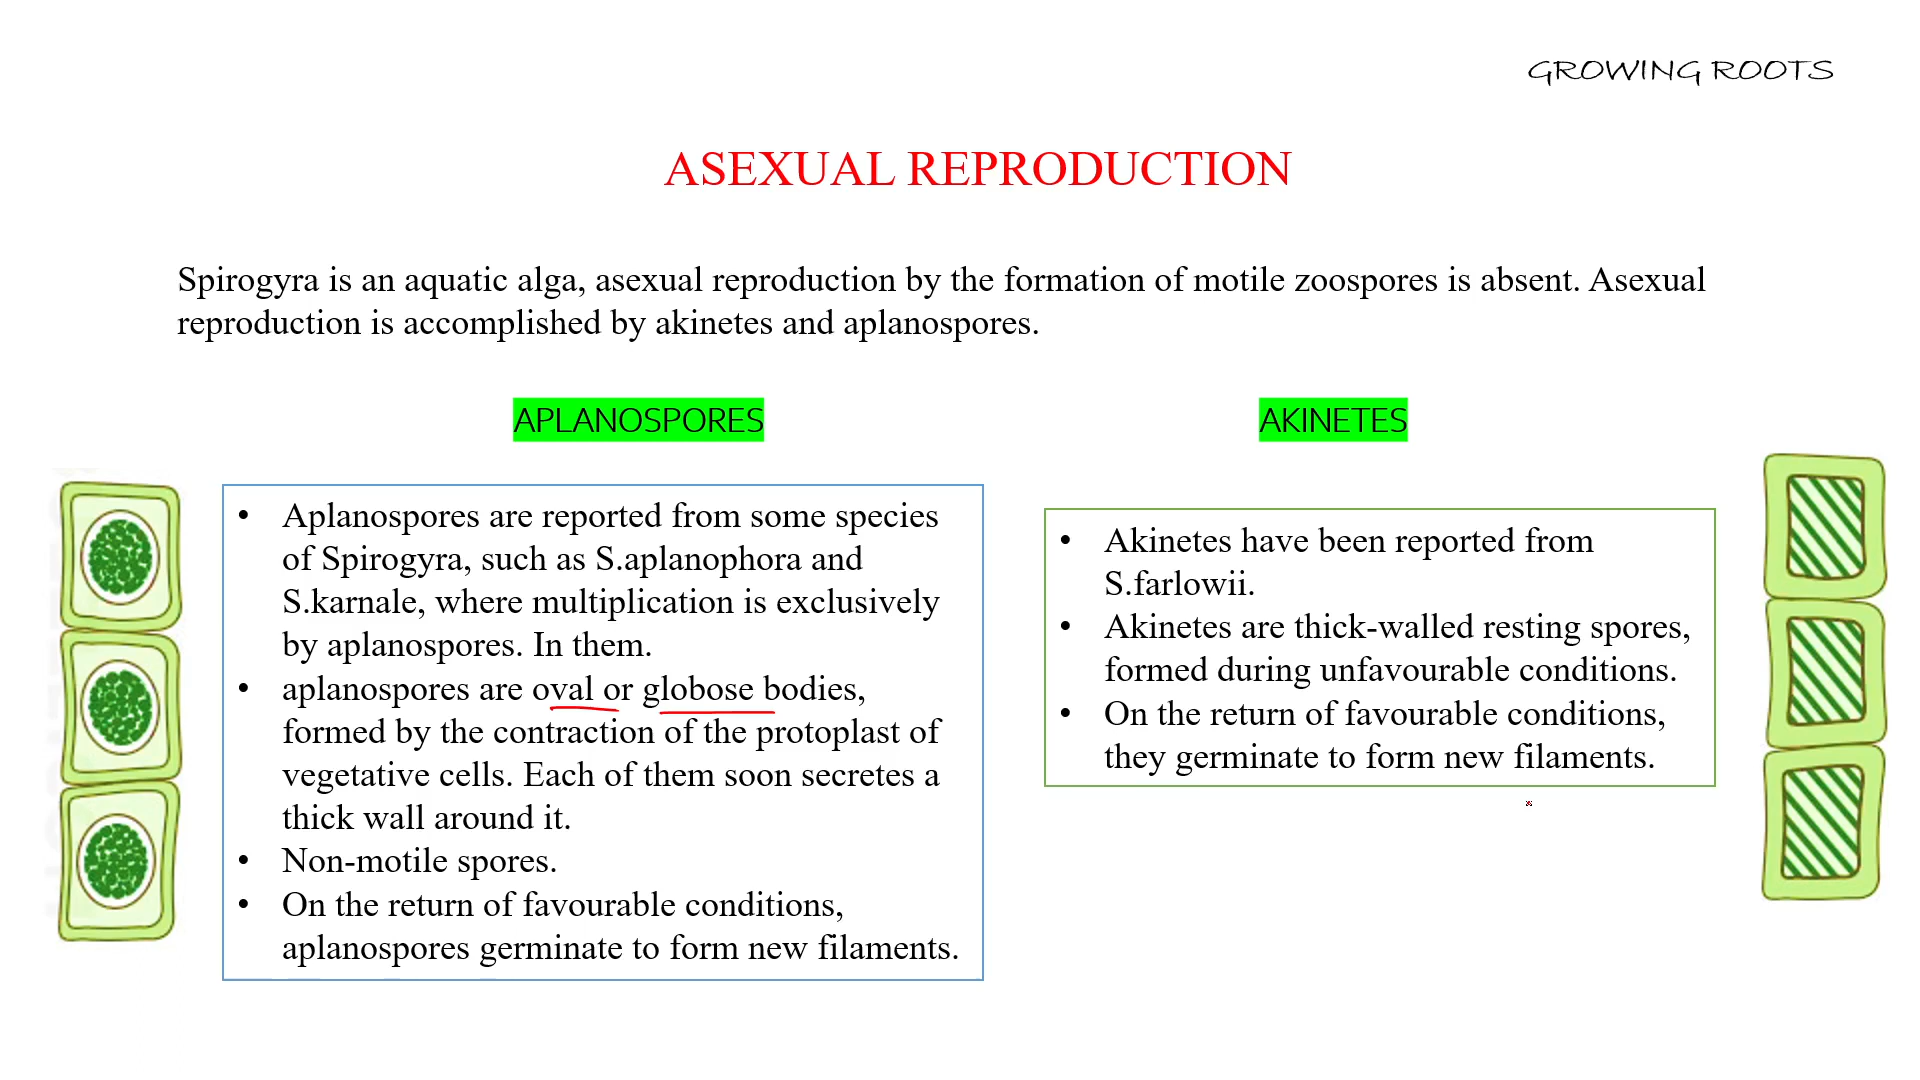 GROWING ROOTS
ASEXUAL REPRODUCTION
Spirogyra is an aquatic alga, asexual reproduction by the formation of motile zoospores is absent. Asexual
reproduction is accomplished by akinetes and aplanospores.
APLANOSPORES
• Aplanospores are reported from some species
of Spirogyra, such as S.aplanophora and
S.karnale, where multiplication is exclusively
by aplanospores. In them.
• aplanospores are oval or globose bodies,
formed by the contraction of the protoplast of
vegetative cells. Each of them soon secretes a
thick wall around it.
• Non-motile spores.
• On the return of favourable conditions,
aplanospores germinate to form new filaments.
AKINETES
• Akinetes have been reported from
S.farlowii.
• Akinetes are thick-walled resting spores,
formed during unfavourable conditions.
• On the return of favourable conditions,
they germinate to form new filaments.